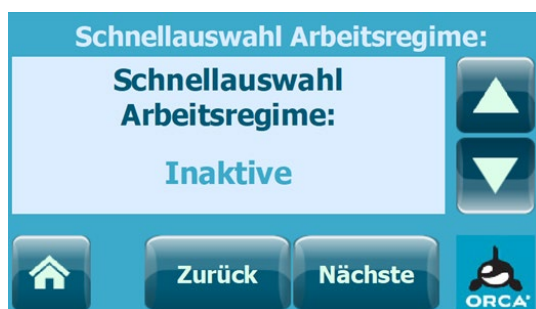 Schnellauswahl Arbeitsregime:
Schnellauswahl
Arbeitsregime:
Inaktive
Zurück
Nächste
ORCA